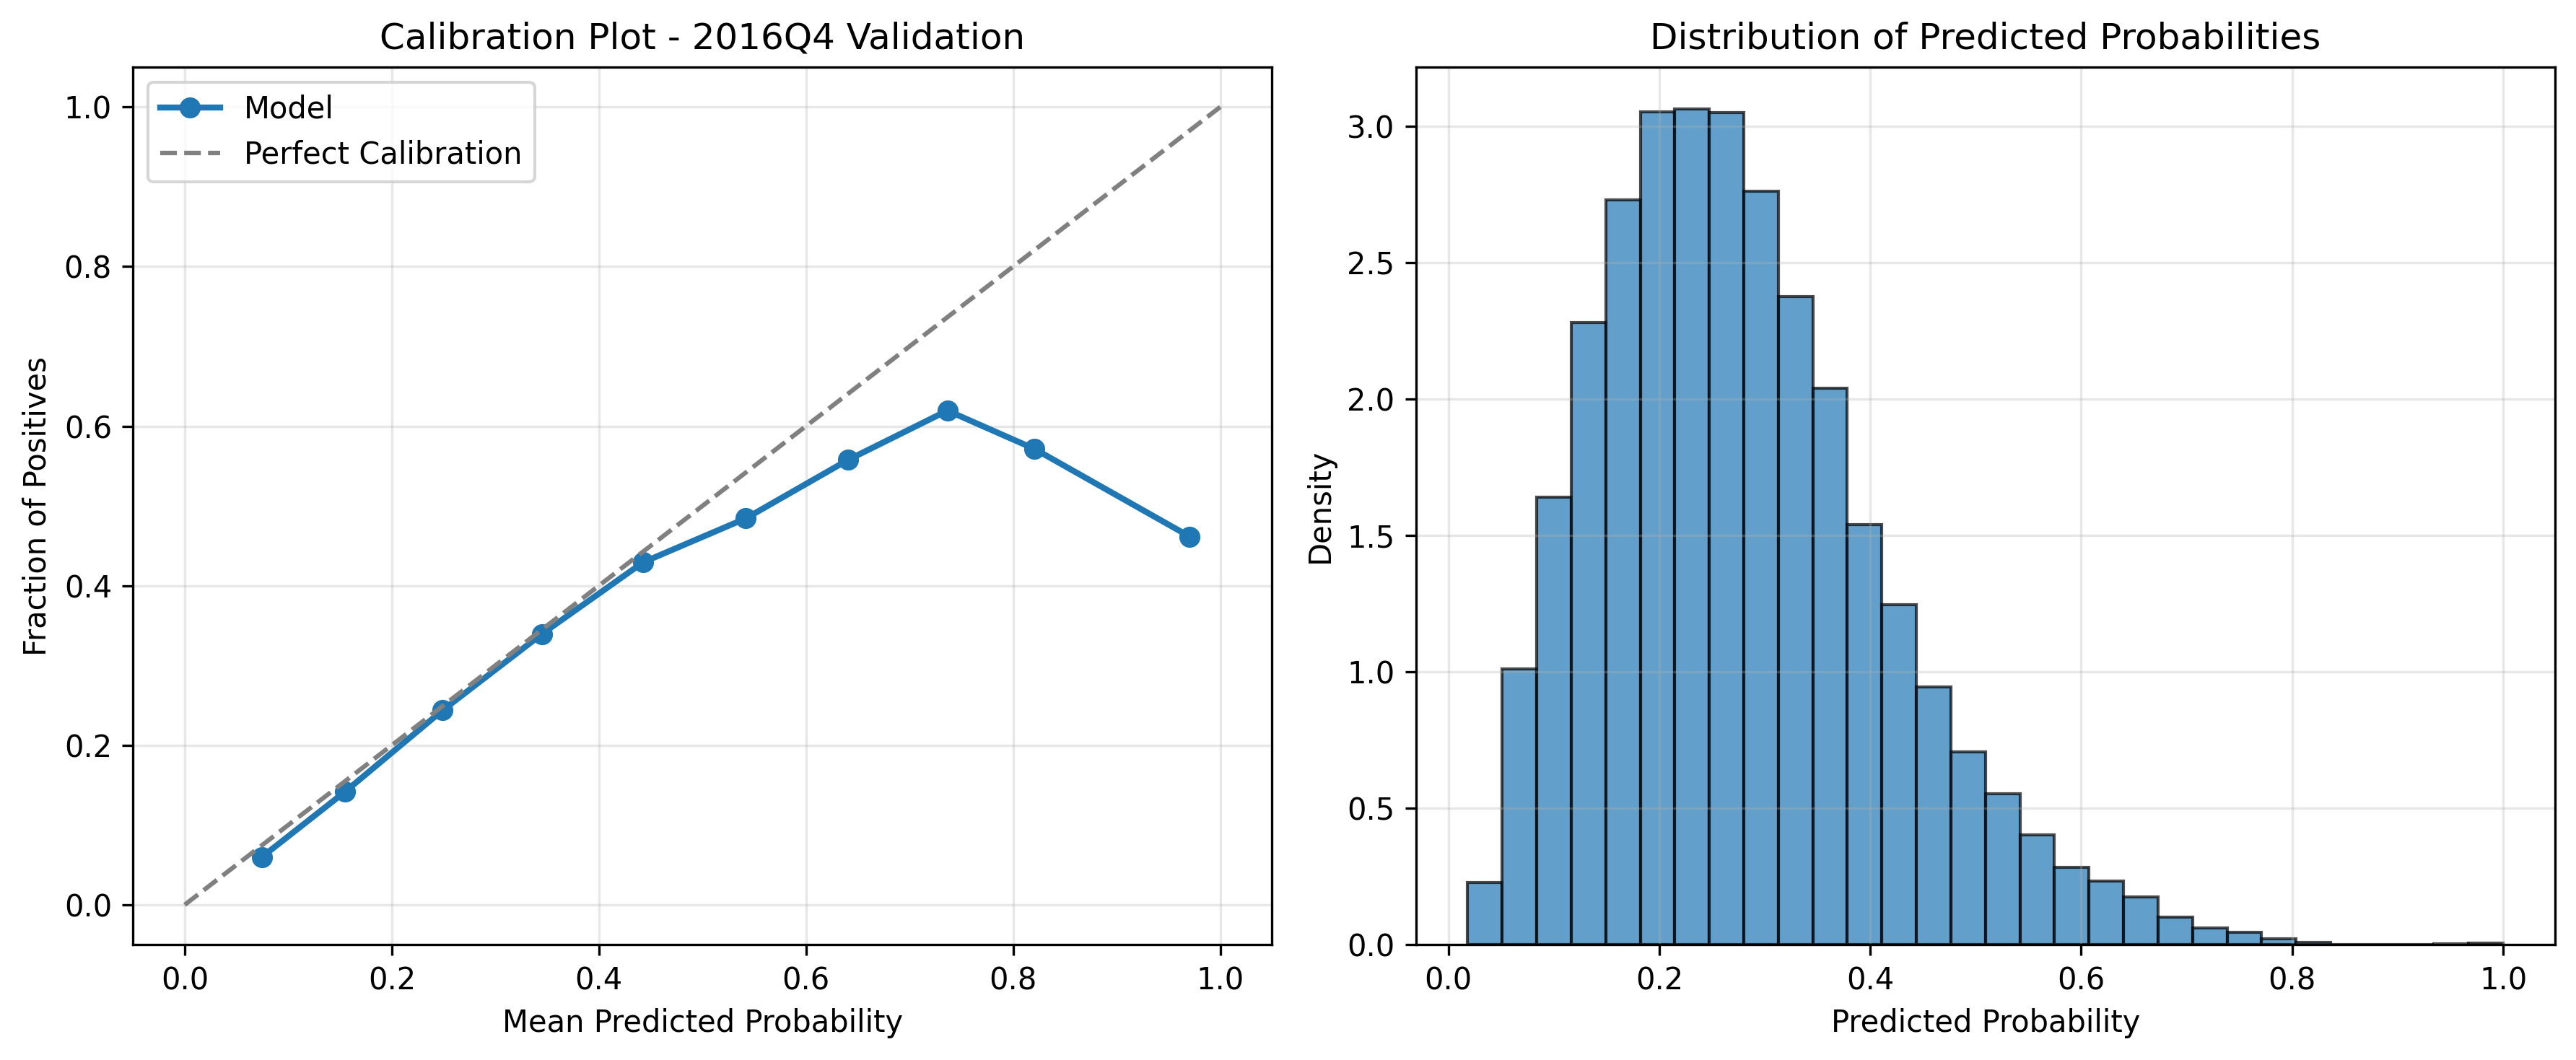 Calibration Plot - 2016Q4 Validation
Model
Perfect Calibration
1.0
0.8
0.6
0.4
0.2
0.0
Fraction of Positives
0.0 0.2 0.4 0.6 0.8 1.0
Mean Predicted Probability
Distribution of Predicted Probabilities
3.0
2.5
2.0
1.5
1.0
0.5
0.0
Density
0.0 0.2 0.4 0.6 0.8 1.0
Predicted Probability